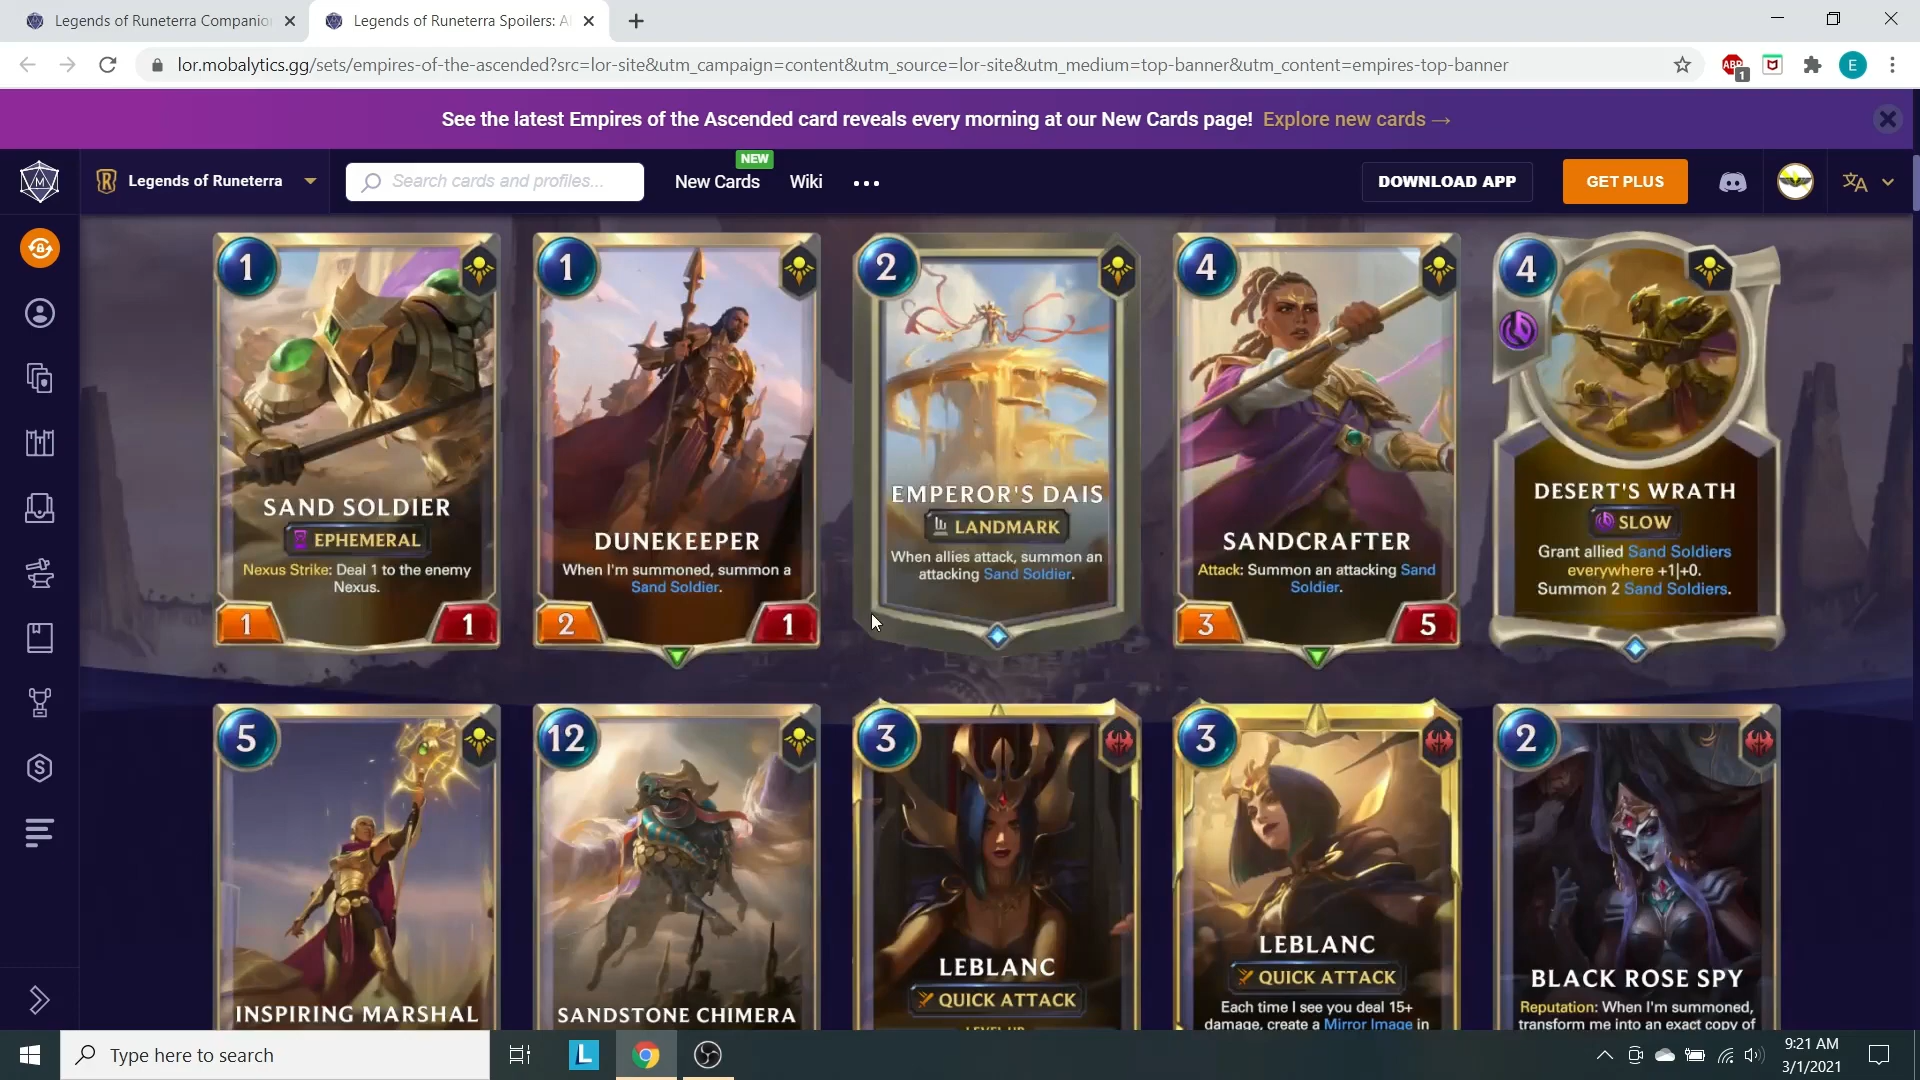 Legends of Runeterra Companio
Legends of Runeterra Spoilers: A
lor.mobalytics.gg/sets/empires-of-the-ascended?src=lor-site&utm_campaign=content&utm_source=lor-site&utm_medium=top-banner&utm_content=empires-top-banner
ABP
1
E
See the latest Empires of the Ascended card reveals every morning at our New Cards page! Explore new cards →
M
Legends of Runeterra
Search cards and profiles...
NEW
New Cards
Wiki
DOWNLOAD APP
GET PLUS
1
SAND SOLDIER
EPHEMERAL
Nexus Strike: Deal 1 to the enemy
Nexus.
1
1
1
DUNEKEEPER
When I'm summoned, summon a
Sand Soldier.
2
1
2
EMPEROR'S DAIS
LANDMARK
When allies attack, summon an
attacking Sand Soldier.
4
SANDCRAFTER
Attack: Summon an attacking Sand
Soldier.
3
5
4
DESERT'S WRATH
SLOW
Grant allied Sand Soldiers
everywhere +1|+0.
Summon 2 Sand Soldiers.
5
INSPIRING MARSHAL
12
SANDSTONE CHIMERA
3
LEBLANC
QUICK ATTACK
LEVEL UP
3
LEBLANC
QUICK ATTACK
Each time I see you deal 15+
damage, create a Mirror Image in
2
BLACK ROSE SPY
Reputation: When I'm summoned,
transform me into an exact copy of
Type here to search
L
9:21 AM
3/1/2021